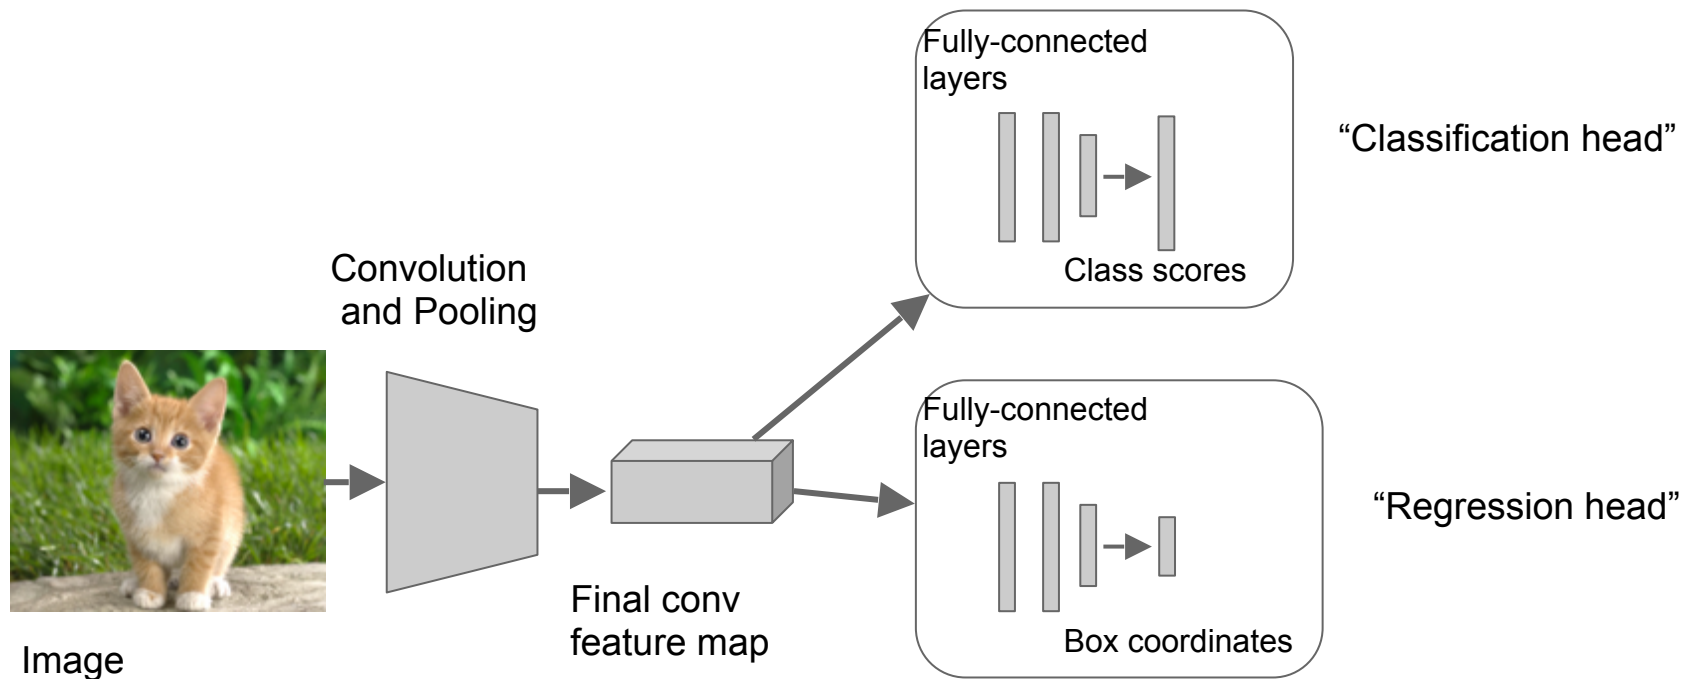 Fully-connected
layers
“Classification head”
Class scores
Convolution
and Pooling
Fully-connected
layers
“Regression head”
Box coordinates
Final conv
feature map
Image